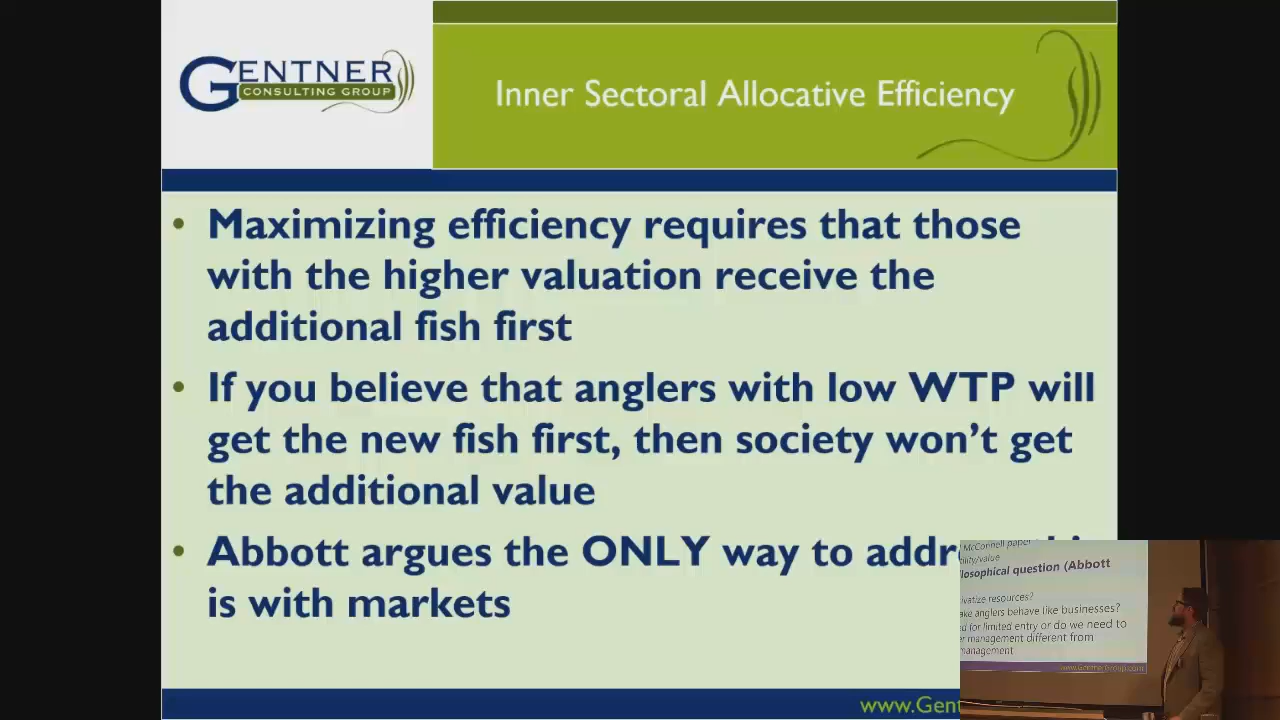 GENTNER
CONSULTING GROUP
Inner Sectoral Allocative Efficiency
• Maximizing efficiency requires that those
with the higher valuation receive the
additional fish first
• If you believe that anglers with low WTP will
get the new fish first, then society won't get
the additional value
• Abbott argues the ONLY way to
is with markets
www.Gent
McConnell paper
ility/value
losophical question (Abbott
ivatize resources?
ake anglers behave like businesses?
ed for limited entry or do we need to
er management different from
management
www.GentnerGroup.com